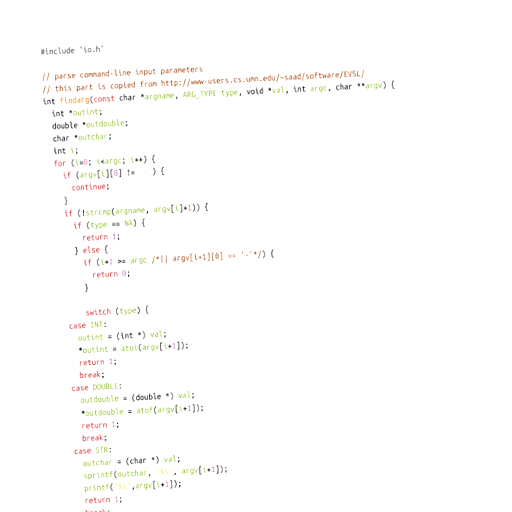 #include "io.h"
// parse command-line input parameters
// this part is copied from http://www-users.cs.umn.edu/~saad/software/EVSL/
int findarg(const char *argname, ARG_TYPE type, void *val, int argc, char **argv) {
int *outint;
double *outdouble;
char *outchar;
int i;
for (i=0; i<argc; i++) {
if (argv[i][0] != ) {
continue;
}
if (!strcmp(argname, argv[i]+1)) {
if (type == NA) {
return 1;
} else {
if (i+1 >= argc /*|| argv[i+1][0] == '-'*/) {
return 0;
}
switch (type) {
case INT:
outint = (int *) val;
*outint = atoi(argv[i+1]);
return 1;
break;
case DOUBLE:
outdouble = (double *) val;
*outdouble = atof(argv[i+1]);
return 1;
break;
case STR:
outchar = (char *) val;
sprintf(outchar, "%s", argv[i+1]);
printf("%s",argv[i+1]);
return 1;